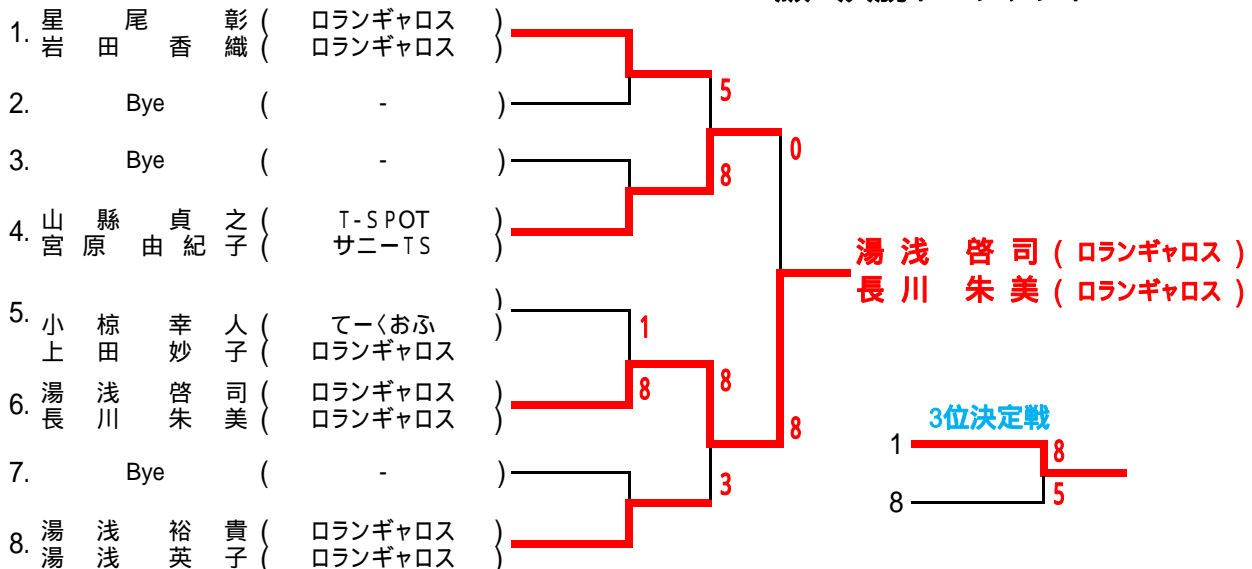 1. 星尾 彰 ( ロランギャロス )
岩田 香織 ( ロランギャロス )
2. Bye ( - )
3. Bye ( - )
4. 山縣 貞之 ( T-SPOT )
宮原 由紀子 ( サニーTS )
5. )
小椋 幸人 ( てーくおふ )
上田 妙子 ( ロランギャロス
6. 湯浅 啓司 ( ロランギャロス )
長川 朱美 ( ロランギャロス )
7. Bye ( - )
8. 湯浅 裕貴 ( ロランギャロス )
湯浅 英子 ( ロランギャロス )
5
8
0
1
8
8
3
8
湯浅 啓司 ( ロランギャロス )
長川 朱美 ( ロランギャロス )
3位決定戦
1 8
8 5